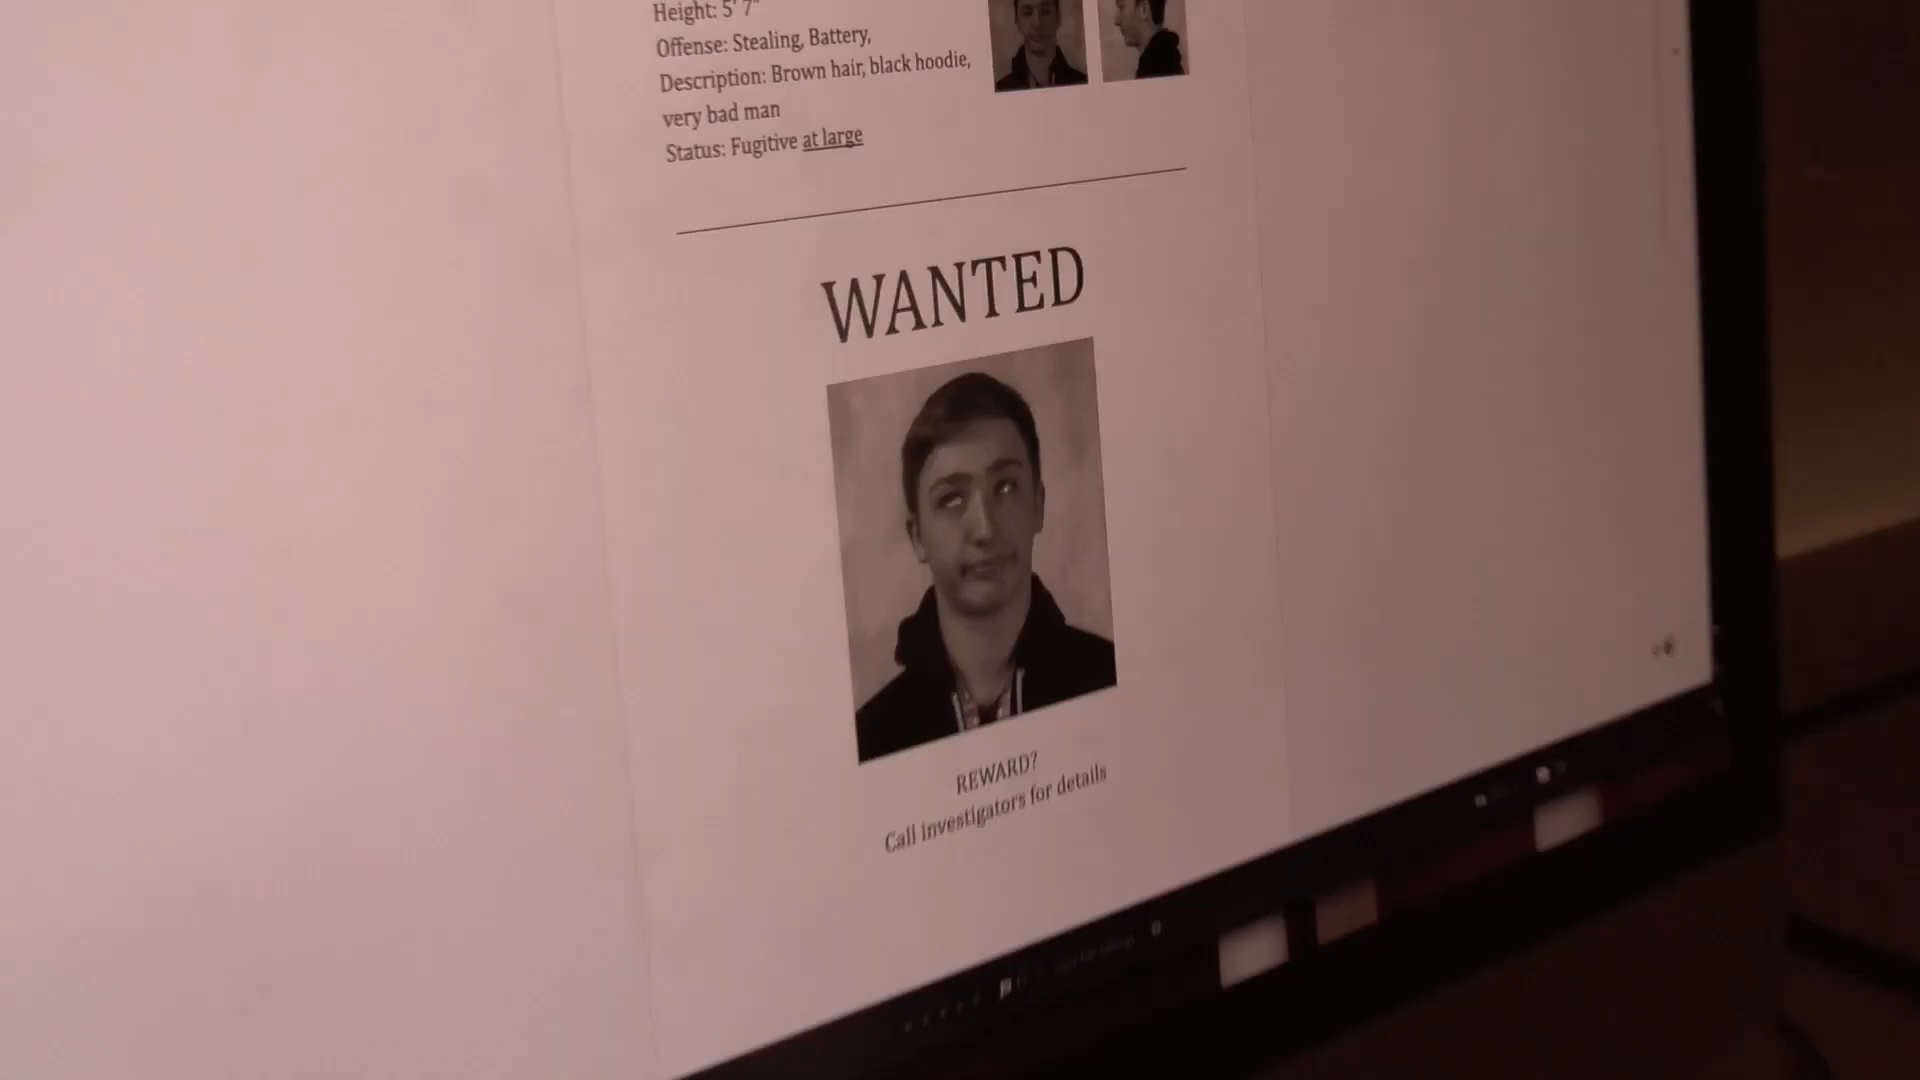 Height: 5' 7"
Offense: Stealing, Battery,
Description: Brown hair, black hoodie,
very bad man
Status: Fugitive at large
WANTED
REWARD?
Call investigators for details